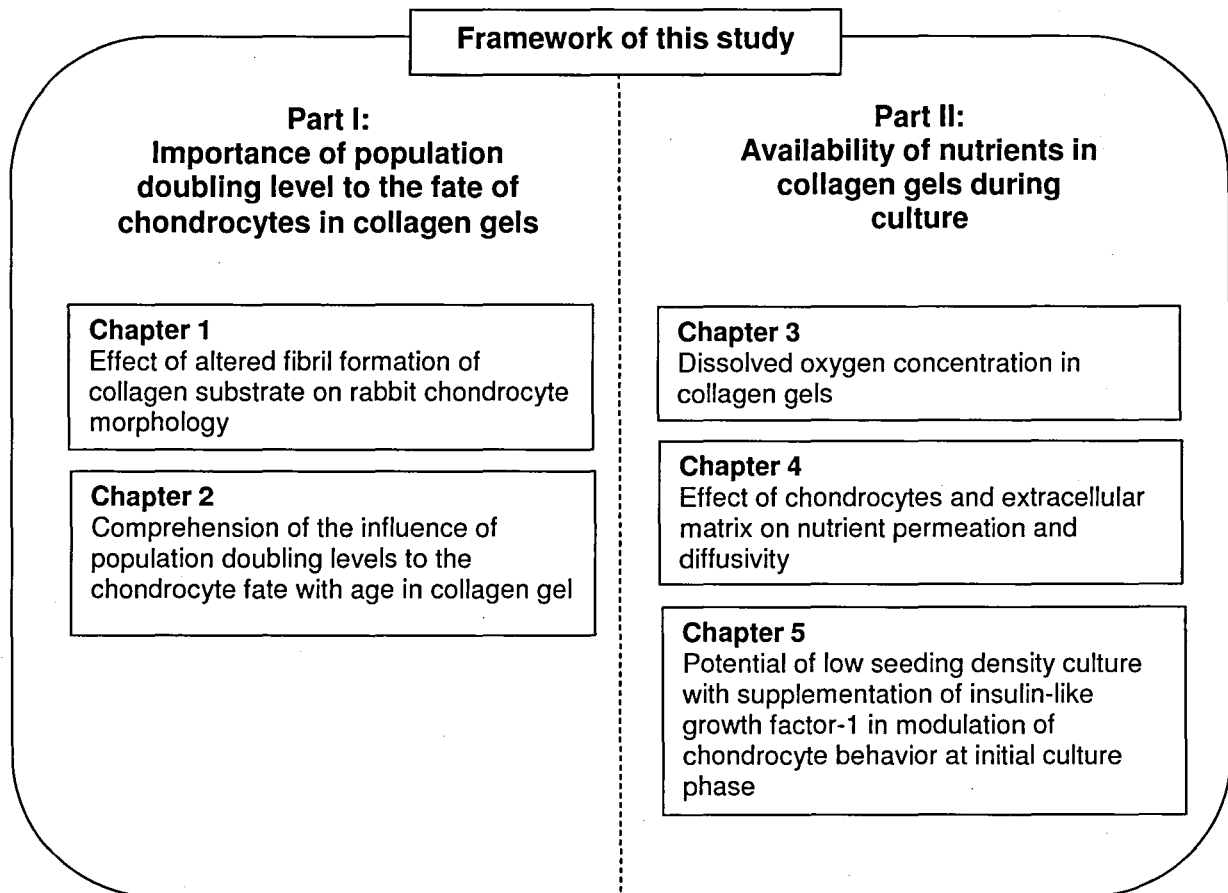 Framework of this study
Part I:
Importance of population
doubling level to the fate of
chondrocytes in collagen gels
Chapter 1
Effect of altered fibril formation of
collagen substrate on rabbit chondrocyte
morphology
Chapter 2
Comprehension of the influence of
population doubling levels to the
chondrocyte fate with age in collagen gel
Part II:
Availability of nutrients in
collagen gels during
culture
Chapter 3
Dissolved oxygen concentration in
collagen gels
Chapter 4
Effect of chondrocytes and extracellular
matrix on nutrient permeation and
diffusivity
Chapter 5
Potential of low seeding density culture
with supplementation of insulin-like
growth factor-1 in modulation of
chondrocyte behavior at initial culture
phase